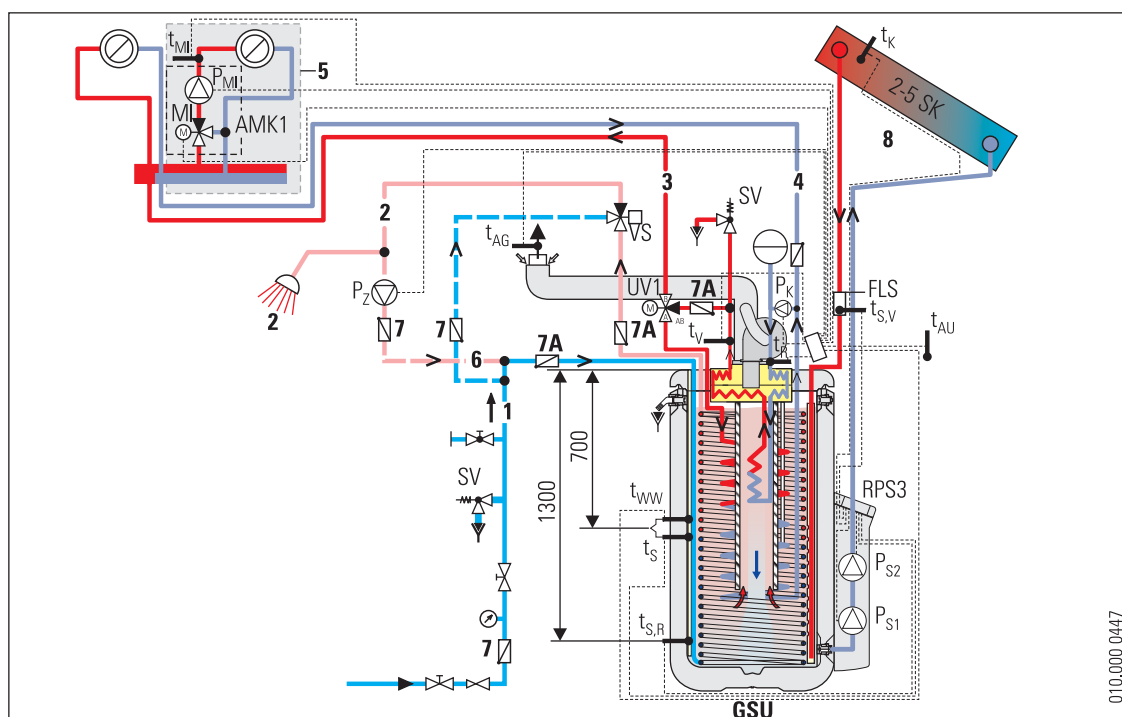 t_MI
5
P_MI
MI
M
AMK1
t_K
2-5 SK
8
3
4
2
SV
VS
t_AG
UV1
7A
P_K
FLS
t_S,V
t_AU
P_Z
2
M
B
A
AB
7
7
7A
t_V
t_R
6
7A
1
700
1300
SV
t_WW
t_S
RPS3
P_S2
P_S1
t_S,R
7
GSU
010.000 0447